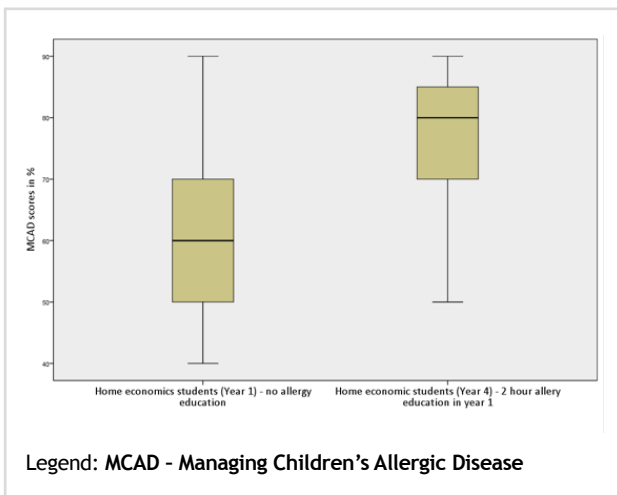 MCAD scores in %
90
80
70
60
50
40
Home economics students (Year 1) - no allergy
education
Home economic students (Year 4) - 2 hour allery
education in year 1
Legend: MCAD - Managing Children's Allergic Disease